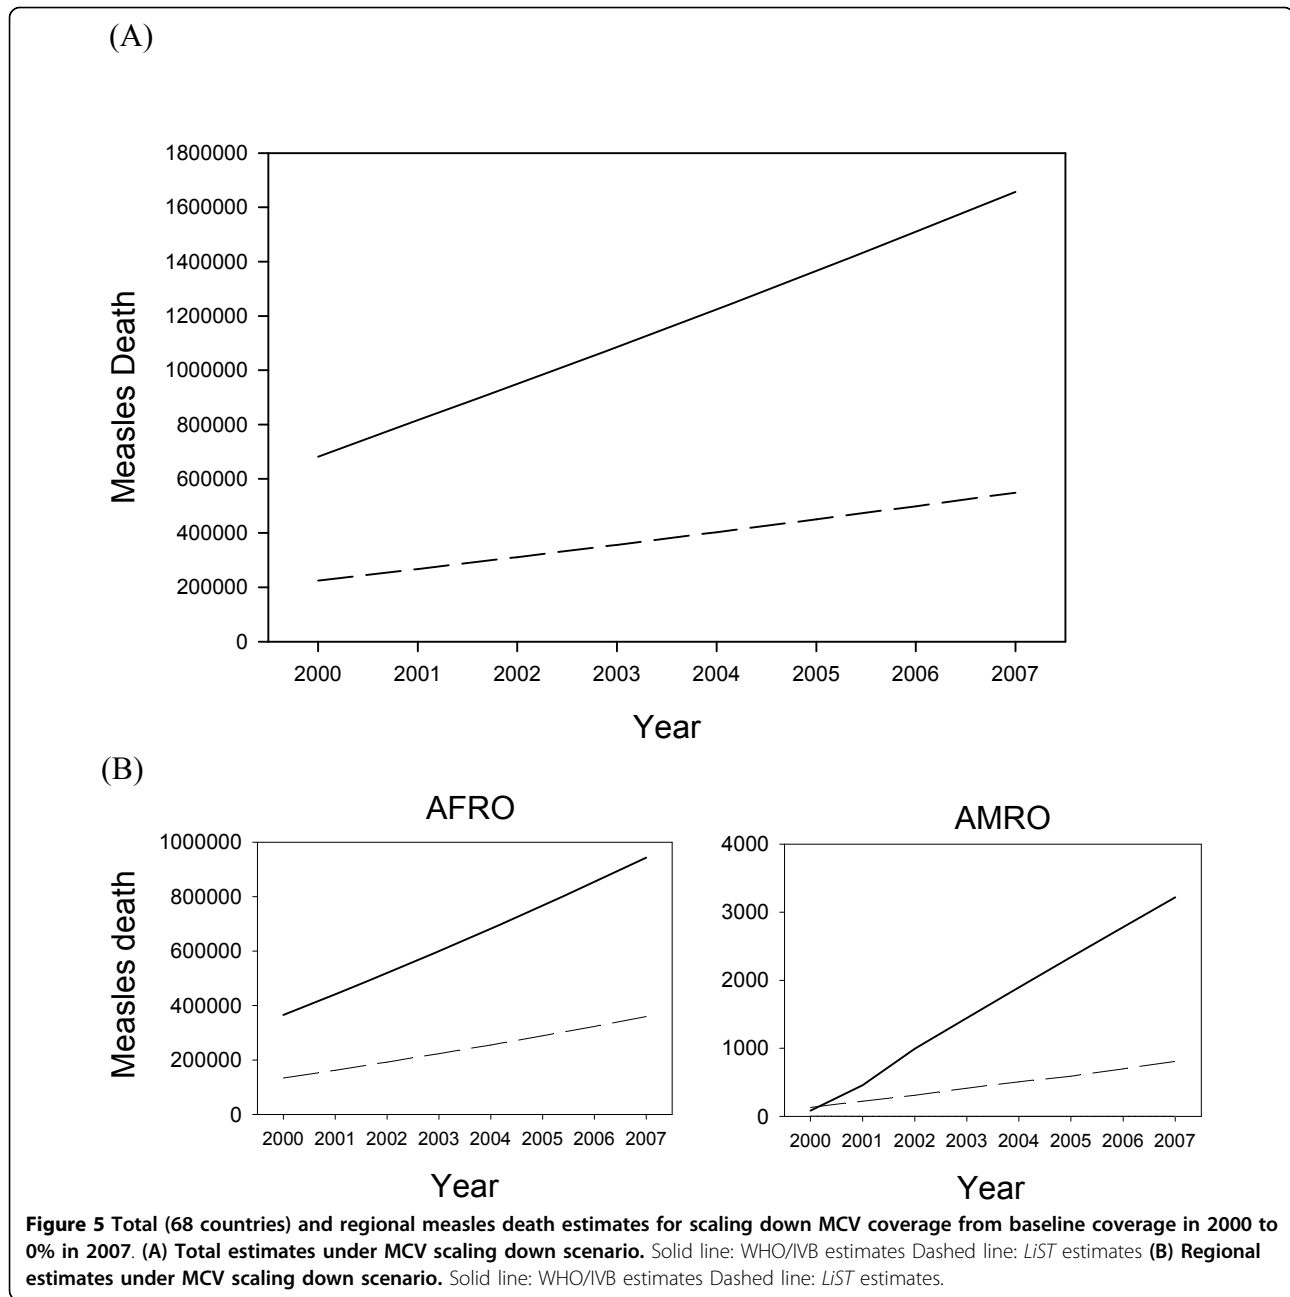 (A)
1800000
1600000
1400000
1200000
1000000
800000
600000
400000
200000
0
Measles Death
2000 2001 2002 2003 2004 2005 2006 2007
Year
(B)
AFRO
1000000
800000
600000
400000
200000
0
Measles death
2000 2001 2002 2003 2004 2005 2006 2007
Year
AMRO
4000
3000
2000
1000
0
2000 2001 2002 2003 2004 2005 2006 2007
Year
Figure 5 Total (68 countries) and regional measles death estimates for scaling down MCV coverage from baseline coverage in 2000 to
0% in 2007. (A) Total estimates under MCV scaling down scenario. Solid line: WHO/IVB estimates Dashed line: LiST estimates (B) Regional
estimates under MCV scaling down scenario. Solid line: WHO/IVB estimates Dashed line: LiST estimates.